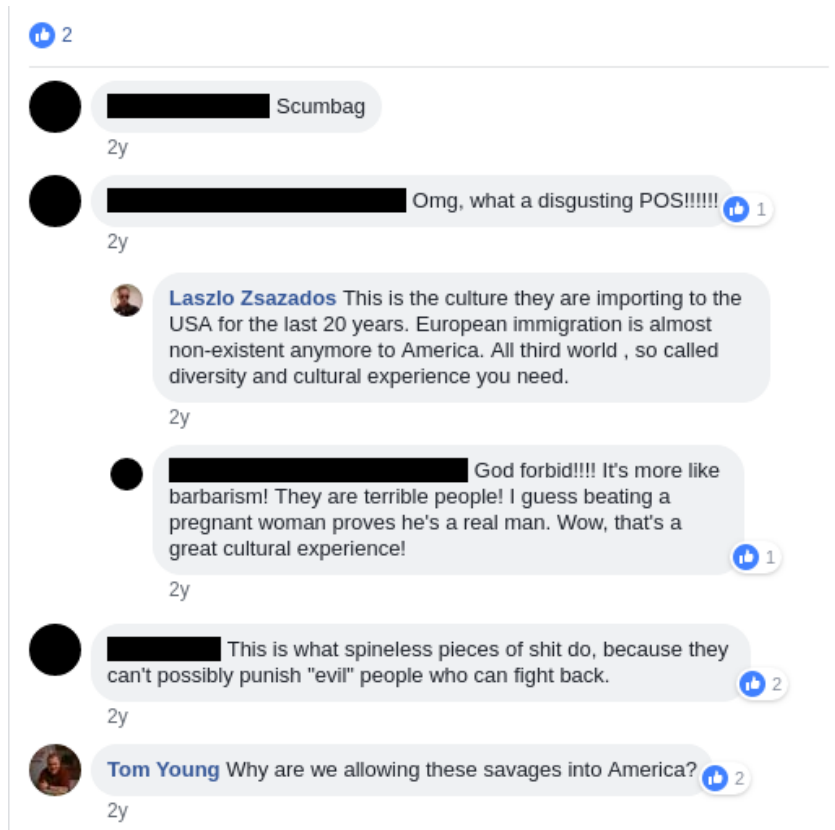 2
Scumbag
2y
Omg, what a disgusting POS!!!!!!
1
2y
Laszlo Zsazados This is the culture they are importing to the
USA for the last 20 years. European immigration is almost
non-existent anymore to America. All third world , so called
diversity and cultural experience you need.
2y
God forbid!!!! It's more like
barbarism! They are terrible people! I guess beating a
pregnant woman proves he's a real man. Wow, that's a
great cultural experience!
1
2y
This is what spineless pieces of shit do, because they
can't possibly punish "evil" people who can fight back.
2
2y
Tom Young Why are we allowing these savages into America?
2
2y